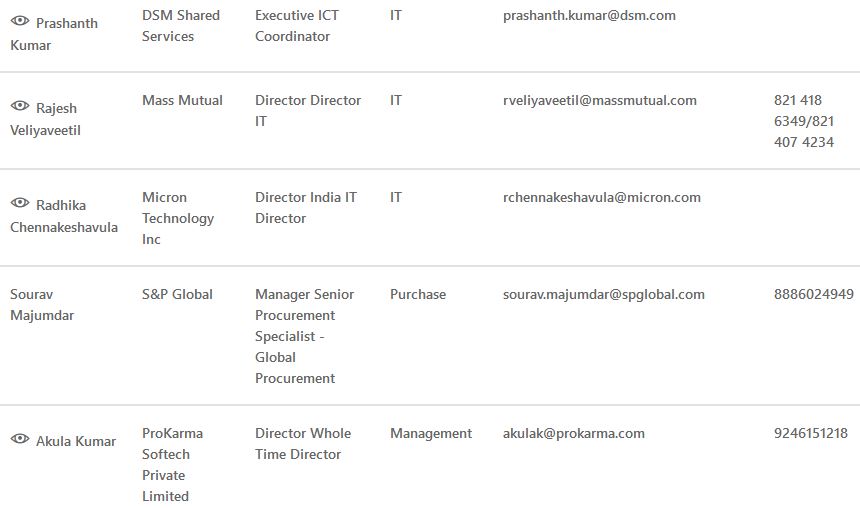 Prashanth Kumar DSM Shared Services Executive ICT Coordinator IT prashanth.kumar@dsm.com
Rajesh Veliyaveetil Mass Mutual Director Director IT IT rveliyaveetil@massmutual.com 821 418 6349/821 407 4234
Radhika Chennakeshavula Micron Technology Inc Director India IT Director IT rchennakeshavula@micron.com
Sourav Majumdar S&P Global Manager Senior Procurement Specialist - Global Procurement Purchase sourav.majumdar@spglobal.com 8886024949
Akula Kumar ProKarma Softech Private Limited Director Whole Time Director Management akulak@prokarma.com 9246151218